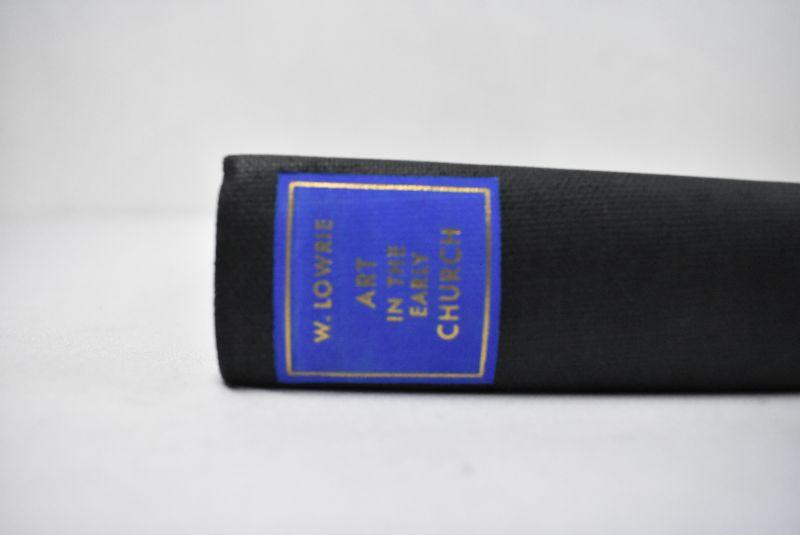 W. LOWRIE
ART
IN THE
EARLY
CHURCH